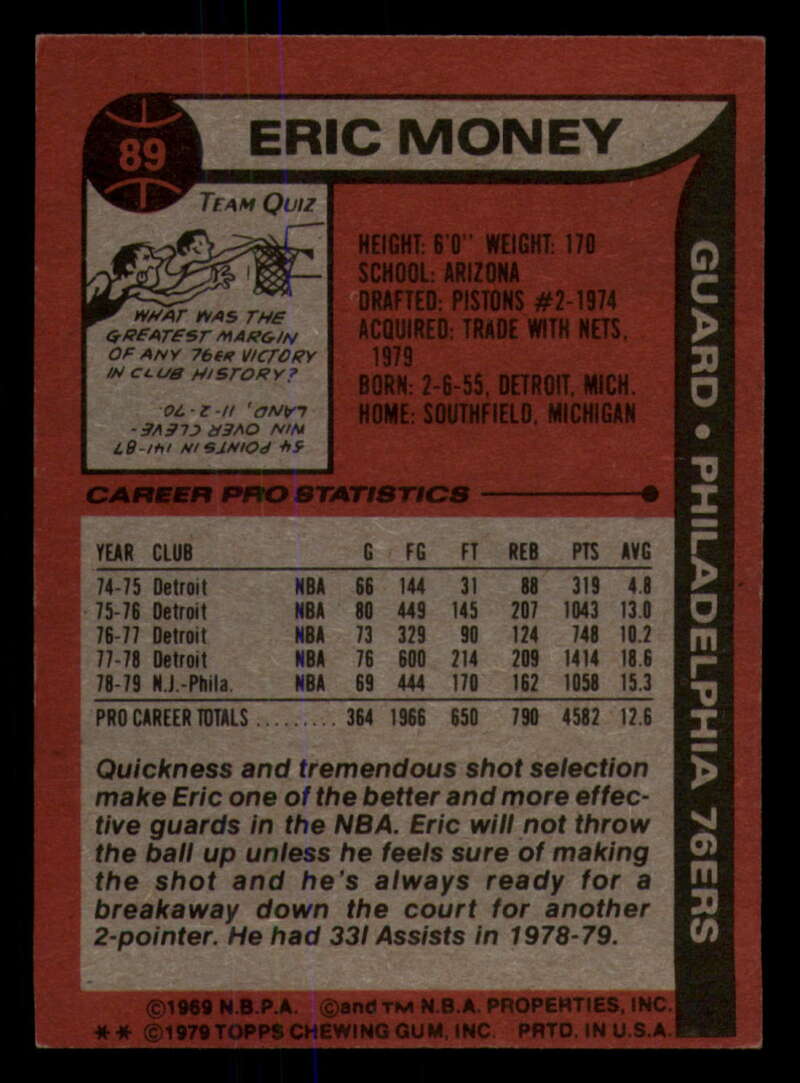 89
ERIC MONEY
TEAM QUIZ
WHAT WAS THE
GREATEST MARGIN
OF ANY 76ER VICTORY
IN CLUB HISTORY?
54 POINTS IN 141-87
WIN OVER CLEVE-
LAND, 11-2-70.
HEIGHT: 6'0" WEIGHT: 170
SCHOOL: ARIZONA
DRAFTED: PISTONS #2-1974
ACQUIRED: TRADE WITH NETS,
1979
BORN: 2-6-55, DETROIT, MICH.
HOME: SOUTHFIELD, MICHIGAN
GUARD • PHILADELPHIA 76ERS
CAREER PRO STATISTICS
YEAR CLUB G FG FT REB PTS AVG
74-75 Detroit NBA 66 144 31 88 319 4.8
75-76 Detroit NBA 80 449 145 207 1043 13.0
76-77 Detroit NBA 73 329 90 124 748 10.2
77-78 Detroit NBA 76 600 214 209 1414 18.6
78-79 N.J.-Phila. NBA 69 444 170 162 1058 15.3
PRO CAREER TOTALS ......... 364 1966 650 790 4582 12.6
Quickness and tremendous shot selection
make Eric one of the better and more effec-
tive guards in the NBA. Eric will not throw
the ball up unless he feels sure of making
the shot and he's always ready for a
breakaway down the court for another
2-pointer. He had 331 Assists in 1978-79.
©1969 N.B.P.A. ©and TM N.B.A. PROPERTIES, INC.
** ©1979 TOPPS CHEWING GUM, INC. PRTD. IN U.S.A.